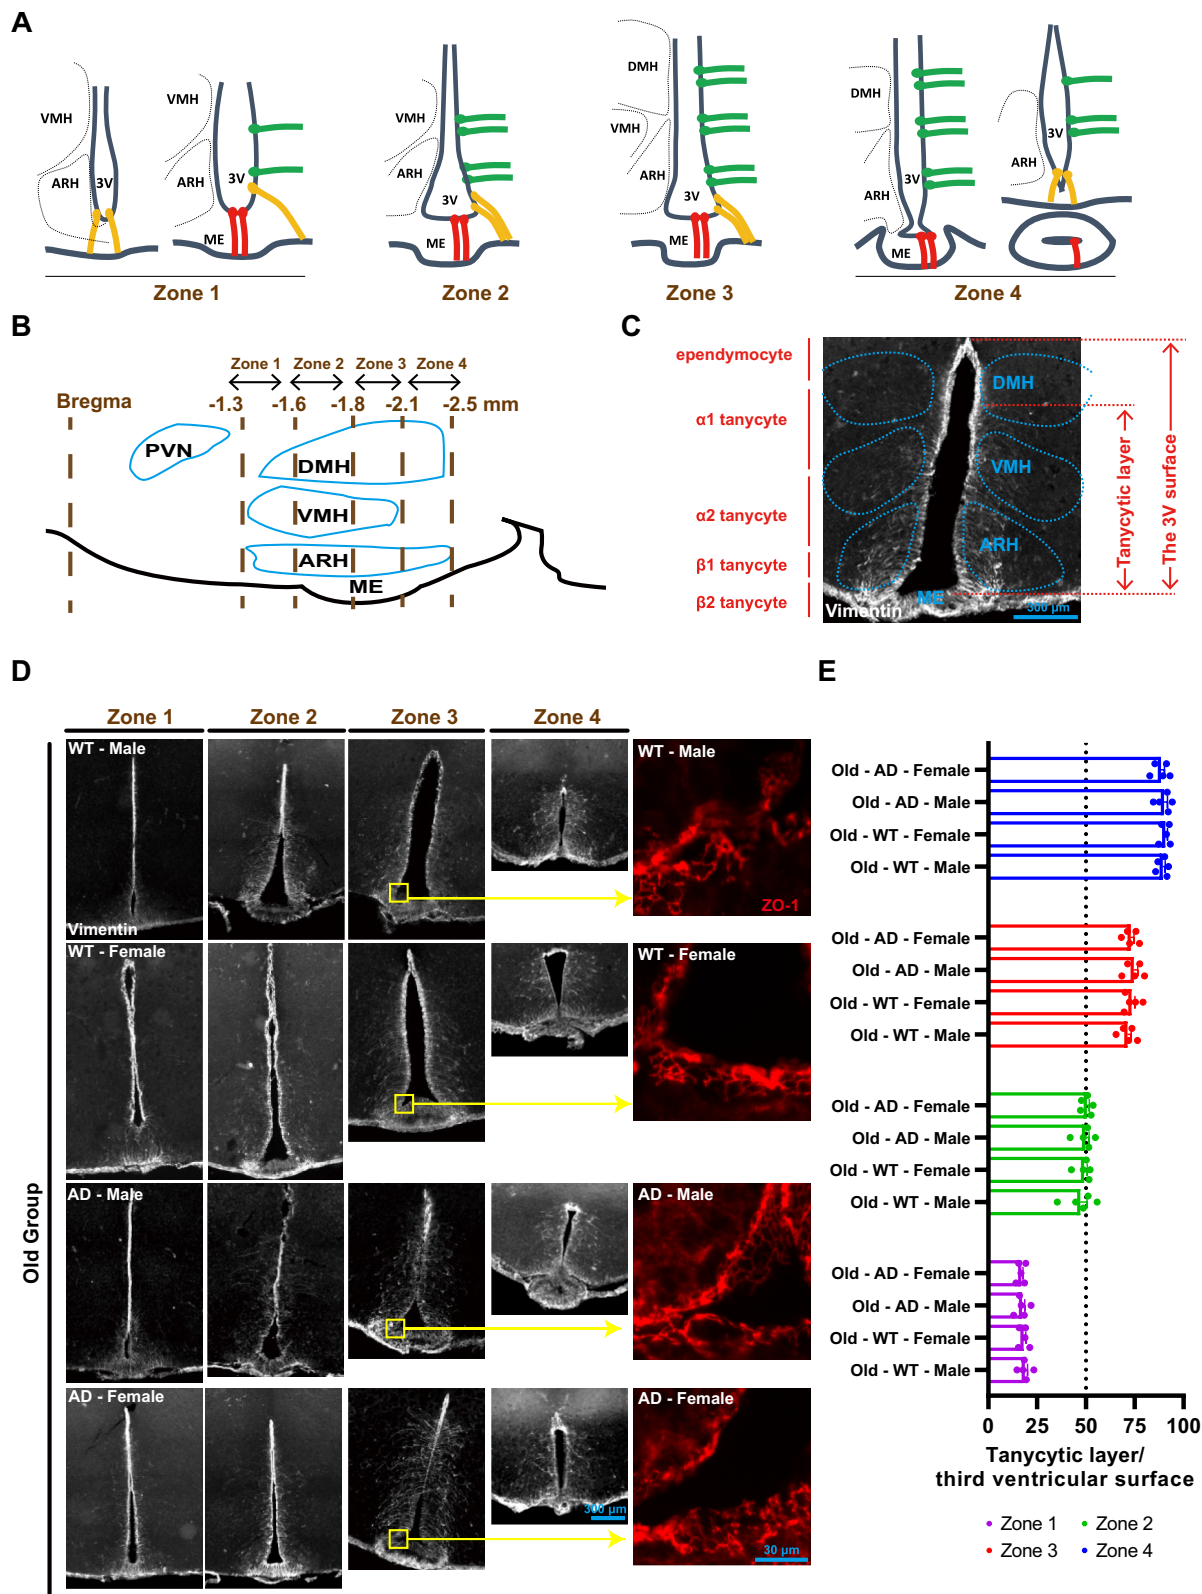 A
VMH
ARH
3V
VMH
ARH
3V
ME
VMH
ARH
3V
ME
DMH
VMH
ARH
3V
ME
DMH
ARH
3V
ME
3V
ARH
Zone 1
Zone 2
Zone 3
Zone 4
B
Zone 1 Zone 2 Zone 3 Zone 4
Bregma -1.3 -1.6 -1.8 -2.1 -2.5 mm
PVN
DMH
VMH
ARH
ME
C
ependymocyte
α1 tanycyte
α2 tanycyte
β1 tanycyte
β2 tanycyte
DMH
VMH
ARH
ME
Vimentin
300 µm
Tanycytic layer
The 3V surface
D
Zone 1 Zone 2 Zone 3 Zone 4
Old Group
WT - Male
Vimentin
WT - Male
ZO-1
WT - Female
WT - Female
AD - Male
AD - Male
AD - Female
300 µm
AD - Female
30 µm
E
Old - AD - Female
Old - AD - Male
Old - WT - Female
Old - WT - Male
Old - AD - Female
Old - AD - Male
Old - WT - Female
Old - WT - Male
Old - AD - Female
Old - AD - Male
Old - WT - Female
Old - WT - Male
Old - AD - Female
Old - AD - Male
Old - WT - Female
Old - WT - Male
0 25 50 75 100
Tanycytic layer/
third ventricular surface
Zone 1 Zone 2
Zone 3 Zone 4